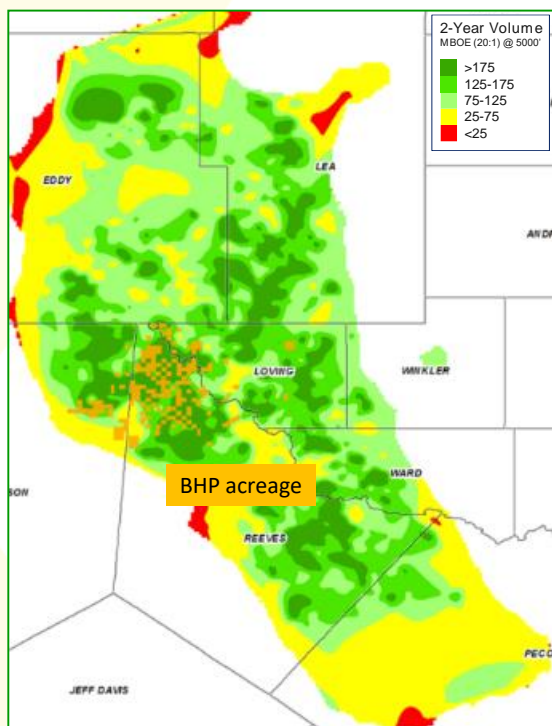 2-Year Volume
MBOE (20:1) @ 5000'
>175
125-175
75-125
25-75
<25
LEA
EDDY
ANDR
LOVING
WINKLER
WARD
BHP acreage
SON
REEVES
PECO
JEFF DAVIS